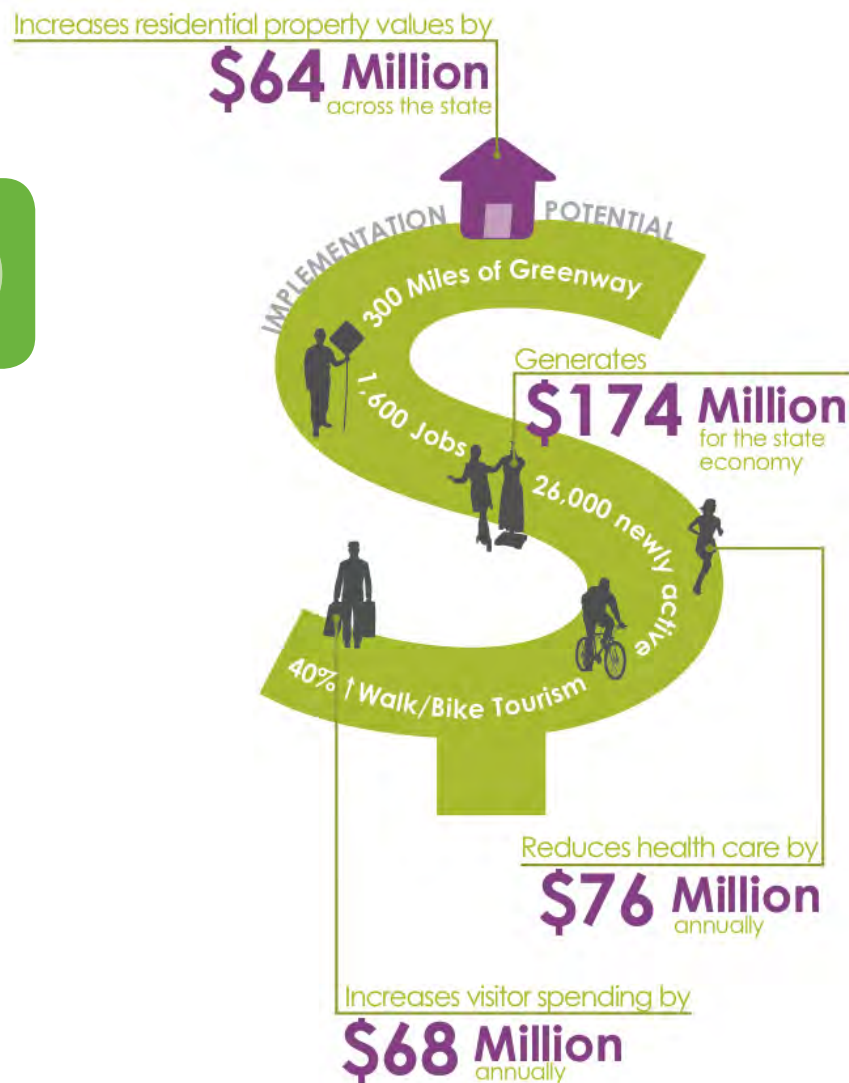 Increases residential property values by
$64 Million
across the state
IMPLEMENTATION POTENTIAL
300 Miles of Greenway
Generates
$174 Million
for the state
economy
1,600 Jobs
26,000 newly active
40% ↑ Walk/Bike Tourism
Reduces health care by
$76 Million
annually
Increases visitor spending by
$68 Million
annually